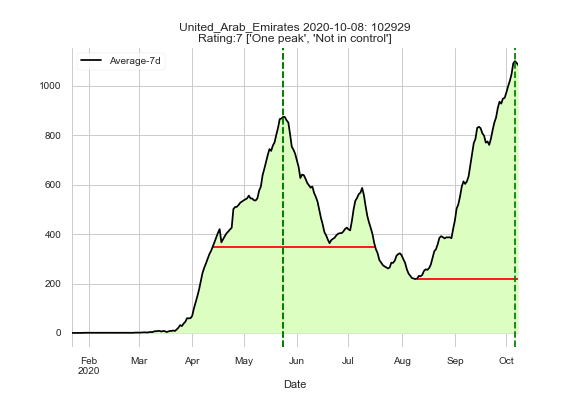 United_Arab_Emirates 2020-10-08: 102929
Rating:7 ['One peak', 'Not in control']
Average-7d
1000
800
600
400
200
0
Feb Mar Apr May Jun Jul Aug Sep Oct
2020
Date